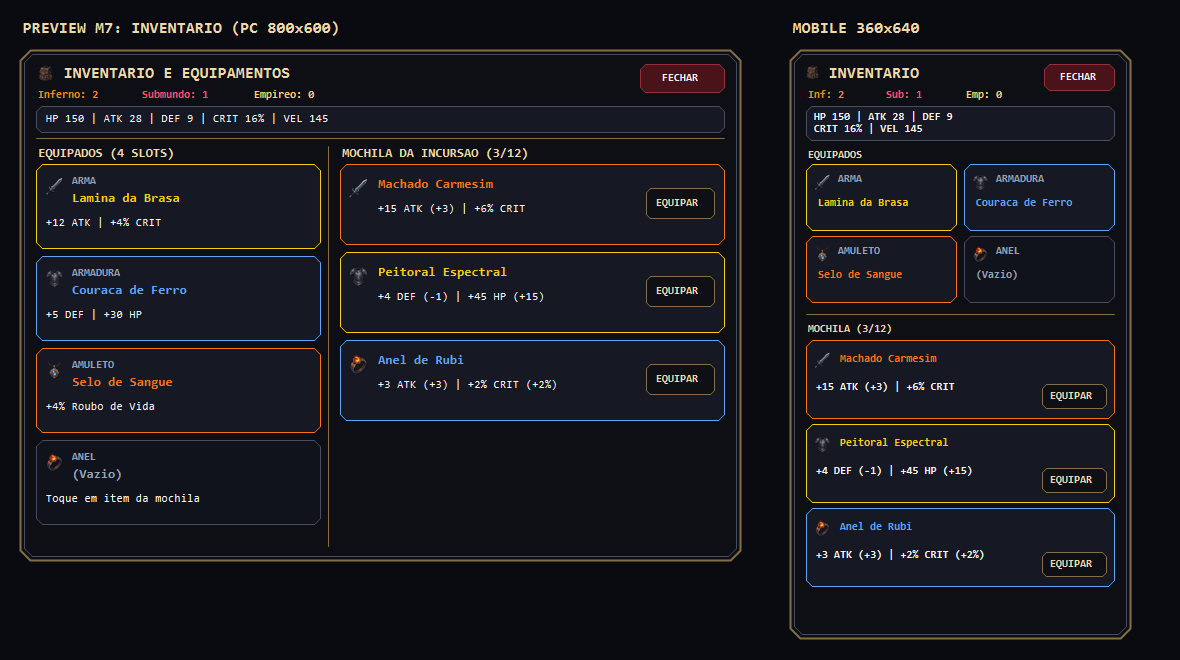 PREVIEW M7: INVENTARIO (PC 800x600)
INVENTARIO E EQUIPAMENTOS
FECHAR
Inferno: 2 Submundo: 1 Empireo: 0
HP 150 | ATK 28 | DEF 9 | CRIT 16% | VEL 145
EQUIPADOS (4 SLOTS)
ARMA
Lamina da Brasa
+12 ATK | +4% CRIT
ARMADURA
Couraca de Ferro
+5 DEF | +30 HP
AMULETO
Selo de Sangue
+4% Roubo de Vida
ANEL
(Vazio)
Toque em item da mochila
MOCHILA DA INCURSAO (3/12)
Machado Carmesim
+15 ATK (+3) | +6% CRIT
EQUIPAR
Peitoral Espectral
+4 DEF (-1) | +45 HP (+15)
EQUIPAR
Anel de Rubi
+3 ATK (+3) | +2% CRIT (+2%)
EQUIPAR
MOBILE 360x640
INVENTARIO
FECHAR
Inf: 2 Sub: 1 Emp: 0
HP 150 | ATK 28 | DEF 9
CRIT 16% | VEL 145
EQUIPADOS
ARMA
Lamina da Brasa
ARMADURA
Couraca de Ferro
AMULETO
Selo de Sangue
ANEL
(Vazio)
MOCHILA (3/12)
Machado Carmesim
+15 ATK (+3) | +6% CRIT
EQUIPAR
Peitoral Espectral
+4 DEF (-1) | +45 HP (+15)
EQUIPAR
Anel de Rubi
+3 ATK (+3) | +2% CRIT (+2%)
EQUIPAR